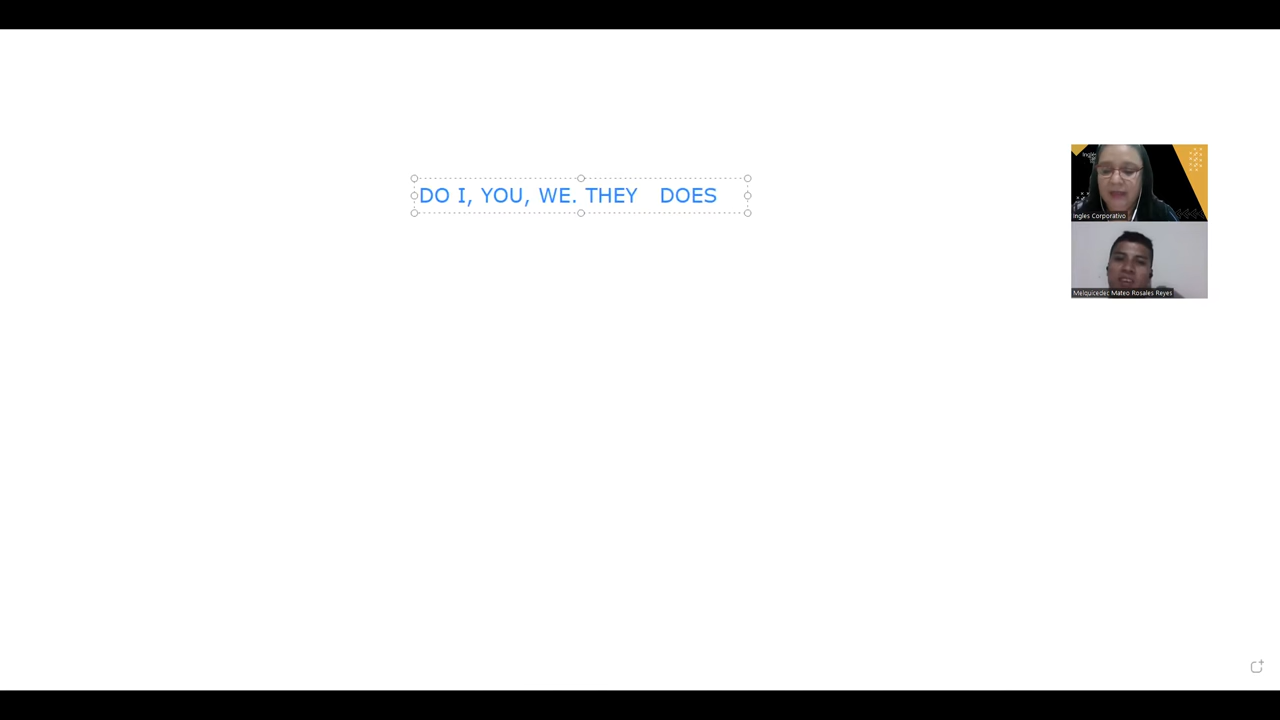 DO I, YOU, WE. THEY   DOES
Ingles Corporativo
Melquicedec Mateo Rosales Reyes